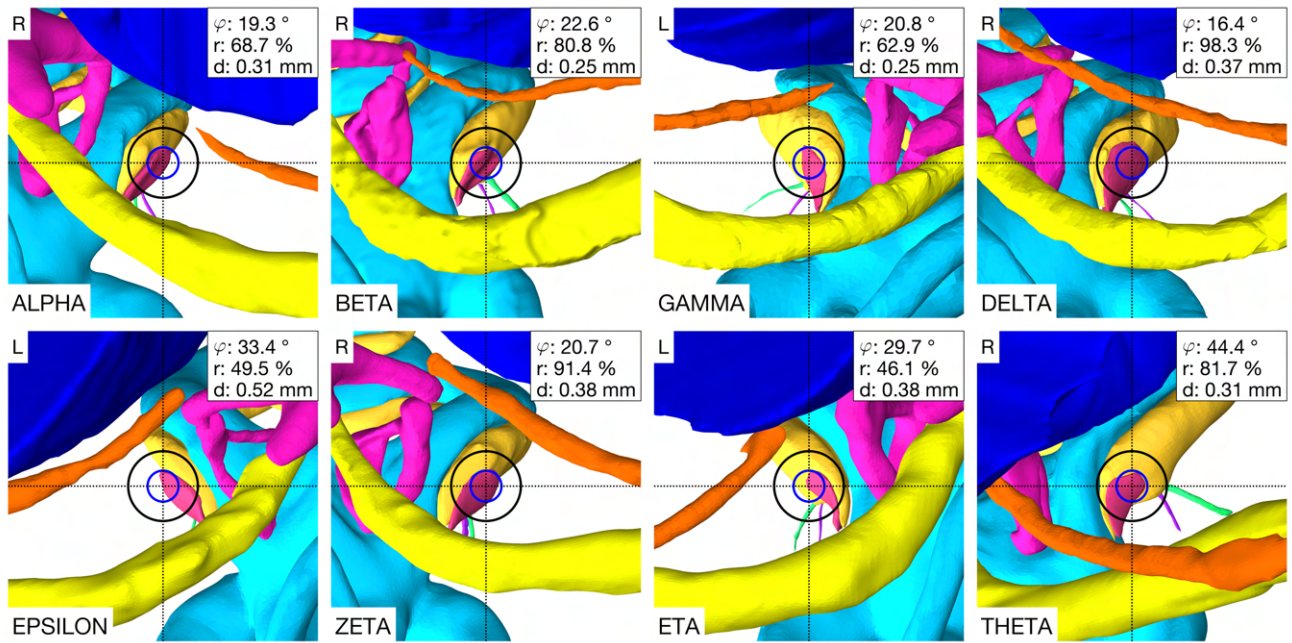 R
φ: 19.3 °
r: 68.7 %
d: 0.31 mm
ALPHA
R
φ: 22.6 °
r: 80.8 %
d: 0.25 mm
BETA
L
φ: 20.8 °
r: 62.9 %
d: 0.25 mm
GAMMA
R
φ: 16.4 °
r: 98.3 %
d: 0.37 mm
DELTA
L
φ: 33.4 °
r: 49.5 %
d: 0.52 mm
EPSILON
R
φ: 20.7 °
r: 91.4 %
d: 0.38 mm
ZETA
L
φ: 29.7 °
r: 46.1 %
d: 0.38 mm
ETA
R
φ: 44.4 °
r: 81.7 %
d: 0.31 mm
THETA